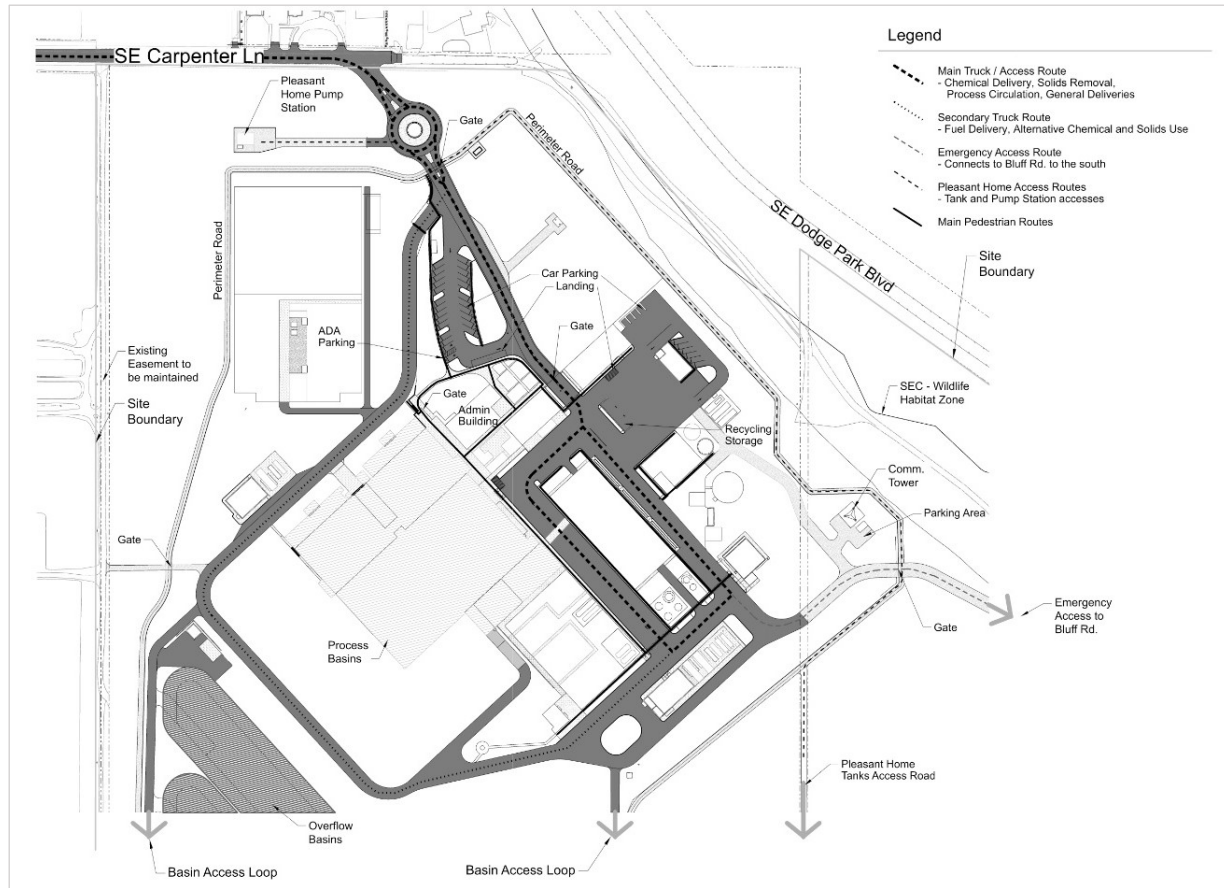 SE Carpenter Ln
Pleasant
Home Pump
Station
Gate
Perimeter Road
Perimeter Road
SE Dodge Park Blvd
Legend
Main Truck / Access Route
- Chemical Delivery, Solids Removal,
Process Circulation, General Deliveries
Secondary Truck Route
- Fuel Delivery, Alternative Chemical and Solids Use
Emergency Access Route
- Connects to Bluff Rd. to the south
Pleasant Home Access Routes
- Tank and Pump Station accesses
Main Pedestrian Routes
Site
Boundary
Car Parking
Landing
Gate
ADA
Parking
Existing
Easement to
be maintained
Site
Boundary
Gate
Admin
Building
SEC - Wildlife
Habitat Zone
Recycling
Storage
Comm.
Tower
Parking Area
Gate
Emergency
Access to
Bluff Rd.
Gate
Process
Basins
Pleasant Home
Tanks Access Road
Overflow
Basins
Basin Access Loop
Basin Access Loop